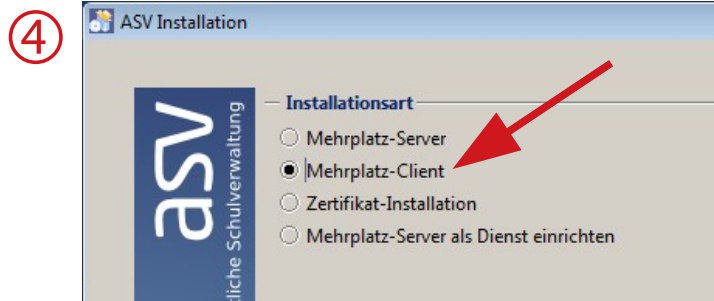 ④
ASV Installation
asv
liche Schulverwaltung
Installationsart
Mehrplatz-Server
Mehrplatz-Client
Zertifikat-Installation
Mehrplatz-Server als Dienst einrichten